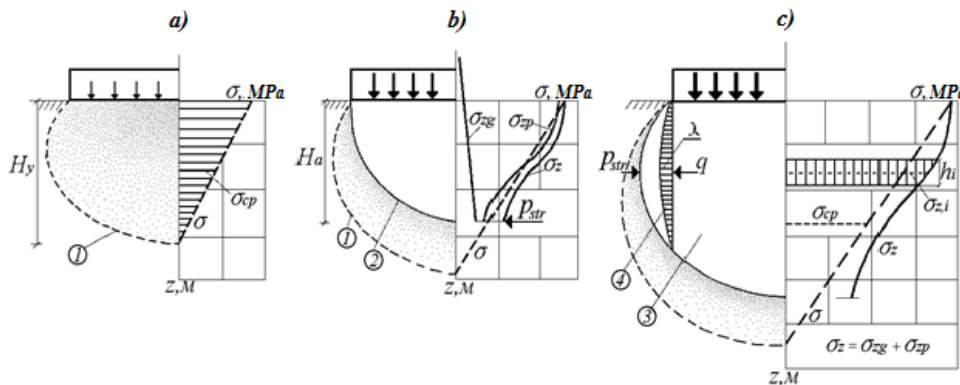 a)
b)
c)
σ, MPa
σ, MPa
σ, MPa
Hy
σcp
σ
1
z,м
Ha
σzg
σzp
σz
pstr
1
2
σ
z,м
pstr
λ
q
hi
σz,i
σcp
σz
4
3
σ
σz = σzg + σzp
z,м